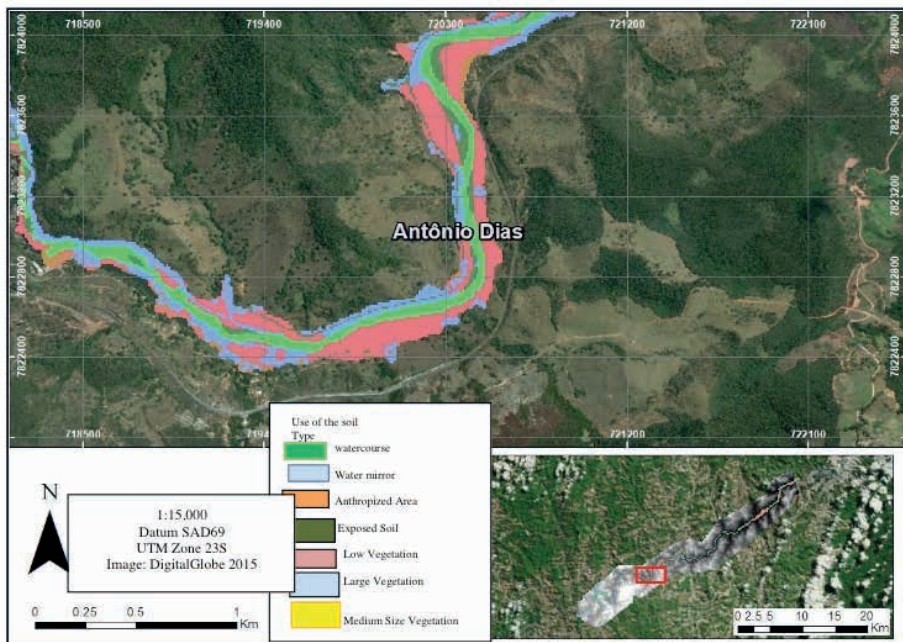 718500 719400 720300 721200 722100
7824000 7824000
7823600 7823600
7823200 7823200
Antônio Dias
7822800 7822800
7822400 7822400
718500 7194 721200 722100
Use of the soil
Type
watercourse
Water mirror
Anthropized Area
Exposed Soil
Low Vegetation
Large Vegetation
Medium Size Vegetation
N
1:15,000
Datum SAD69
UTM Zone 23S
Image: DigitalGlobe 2015
0 0.25 0.5 1
Km
0 2.5 5 10 15 20
Km